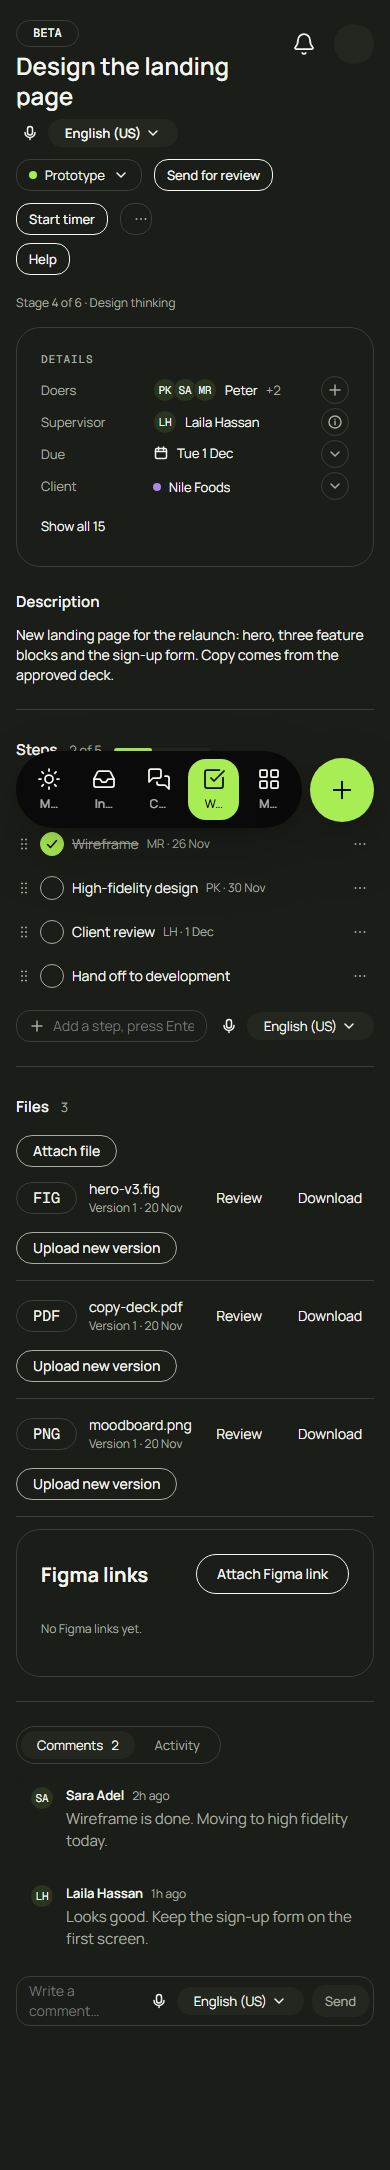 BETA
Design the landing
page
English (US)
Prototype
Send for review
Start timer
...
Help
Stage 4 of 6 · Design thinking
DETAILS
Doers PK SA MR Peter +2
Supervisor LH Laila Hassan
Due Tue 1 Dec
Client Nile Foods
Show all 15
Description
New landing page for the relaunch: hero, three feature
blocks and the sign-up form. Copy comes from the
approved deck.
Steps 2 of 5
M... In... C... W... M...
Wireframe MR · 26 Nov ...
High-fidelity design PK · 30 Nov ...
Client review LH · 1 Dec ...
Hand off to development ...
Add a step, press Ente English (US)
Files 3
Attach file
FIG hero-v3.fig Review Download
Version 1 · 20 Nov
Upload new version
PDF copy-deck.pdf Review Download
Version 1 · 20 Nov
Upload new version
PNG moodboard.png Review Download
Version 1 · 20 Nov
Upload new version
Figma links Attach Figma link
No Figma links yet.
Comments 2 Activity
SA Sara Adel 2h ago
Wireframe is done. Moving to high fidelity
today.
LH Laila Hassan 1h ago
Looks good. Keep the sign-up form on the
first screen.
Write a
comment... English (US) Send